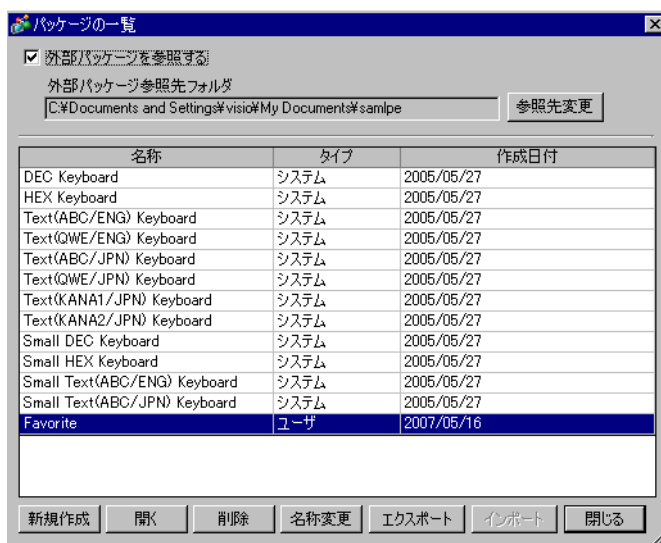 パッケージの一覧
外部パッケージを参照する
外部パッケージ参照先フォルダ
C:¥Documents and Settings¥visio¥My Documents¥samlpe 参照先変更
名称 タイプ 作成日付
DEC Keyboard システム 2005/05/27
HEX Keyboard システム 2005/05/27
Text(ABC/ENG) Keyboard システム 2005/05/27
Text(QWE/ENG) Keyboard システム 2005/05/27
Text(ABC/JPN) Keyboard システム 2005/05/27
Text(QWE/JPN) Keyboard システム 2005/05/27
Text(KANA1/JPN) Keyboard システム 2005/05/27
Text(KANA2/JPN) Keyboard システム 2005/05/27
Small DEC Keyboard システム 2005/05/27
Small HEX Keyboard システム 2005/05/27
Small Text(ABC/ENG) Keyboard システム 2005/05/27
Small Text(ABC/JPN) Keyboard システム 2005/05/27
Favorite ユーザ 2007/05/16
新規作成 開く 削除 名称変更 エクスポート インポート 閉じる